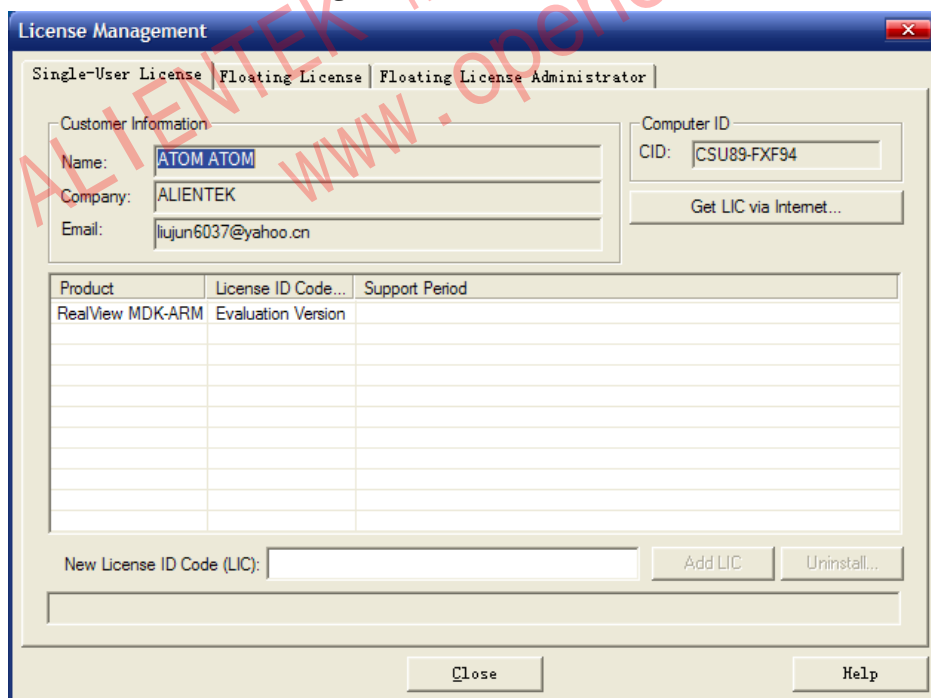 License Management
Single-User License Floating License Floating License Administrator
Customer Information
Name: ATOM ATOM
Company: ALIENTEK
Email: liujun6037@yahoo.cn
Computer ID
CID: CSU89-FXF94
Get LIC via Internet...
Product License ID Code... Support Period
RealView MDK-ARM Evaluation Version
New License ID Code (LIC):
Add LIC Uninstall...
Close Help
ALIENTEK
www.open